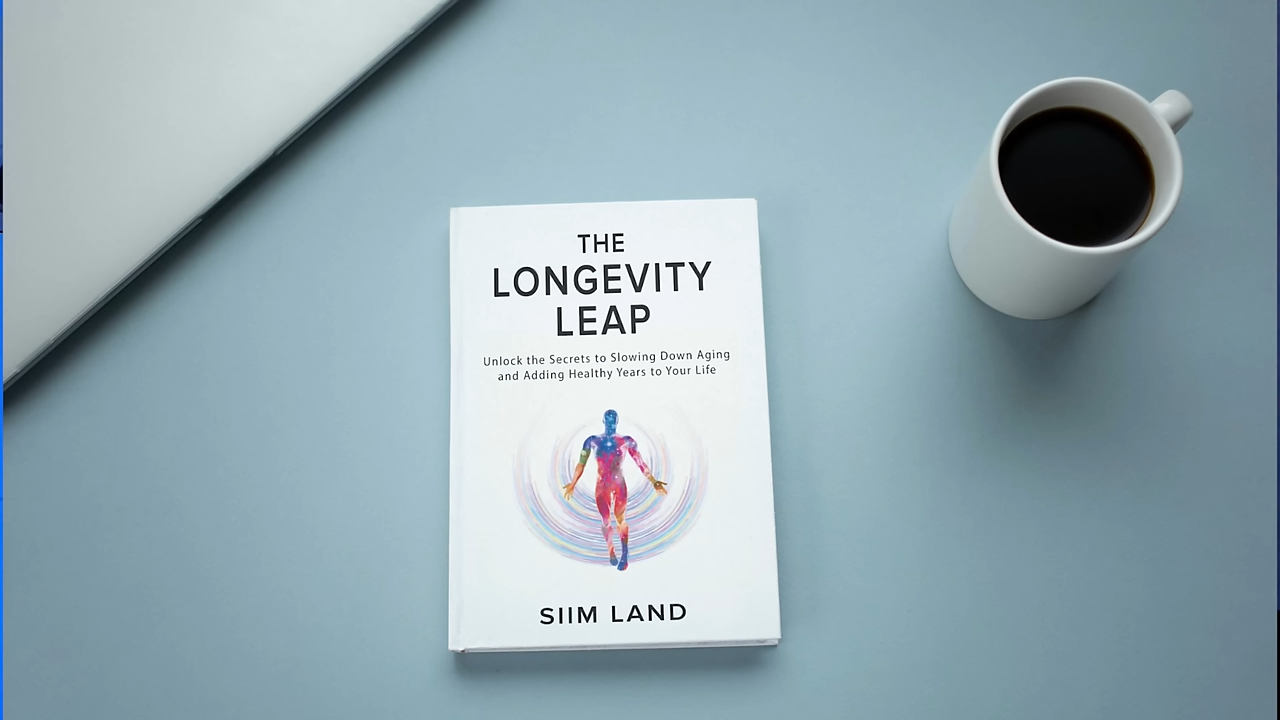 THE
LONGEVITY
LEAP
Unlock the Secrets to Slowing Down Aging
and Adding Healthy Years to Your Life
SIIM LAND